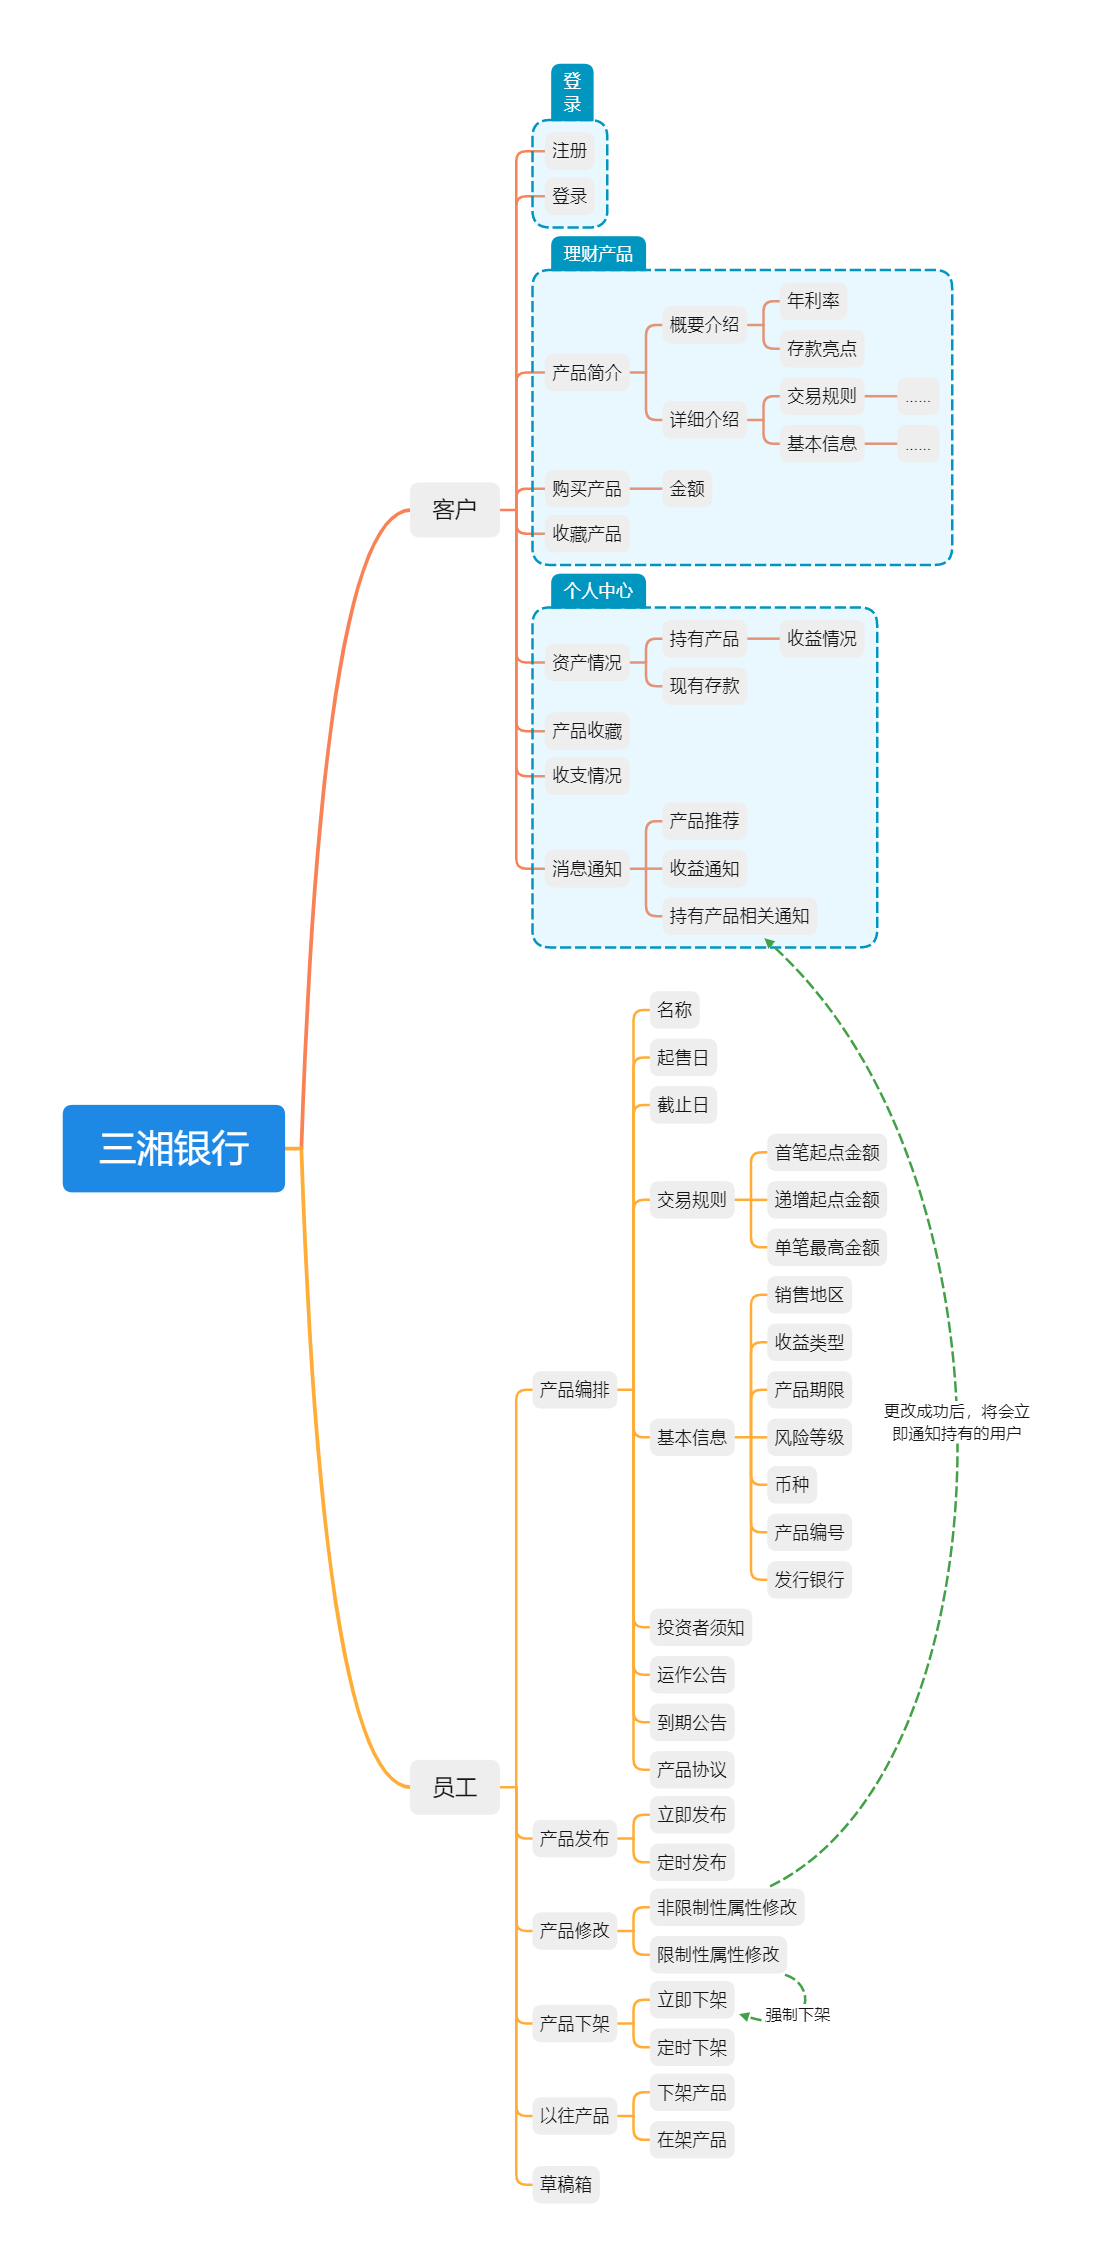 登
录
注册
登录
理财产品
年利率
概要介绍
存款亮点
产品简介
交易规则
......
详细介绍
基本信息
......
购买产品
金额
客户
收藏产品
个人中心
持有产品
收益情况
资产情况
现有存款
产品收藏
收支情况
产品推荐
消息通知
收益通知
持有产品相关通知
三湘银行
名称
起售日
截止日
首笔起点金额
交易规则
递增起点金额
单笔最高金额
销售地区
收益类型
产品编排
产品期限
更改成功后，将会立
即通知持有的用户
基本信息
风险等级
币种
产品编号
发行银行
投资者须知
运作公告
到期公告
产品协议
员工
立即发布
产品发布
定时发布
非限制性属性修改
产品修改
限制性属性修改
立即下架
强制下架
产品下架
定时下架
下架产品
以往产品
在架产品
草稿箱